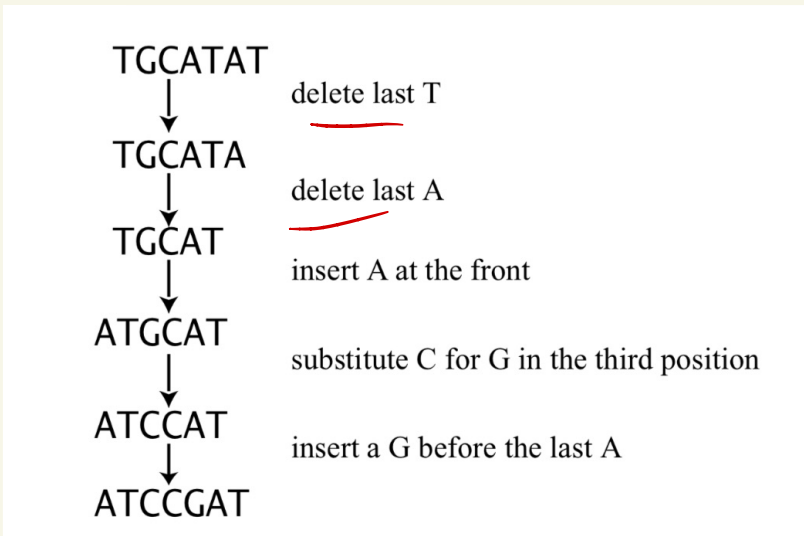 TGCATAT
delete last T
TGCATA
delete last A
TGCAT
insert A at the front
ATGCAT
substitute C for G in the third position
ATCCAT
insert a G before the last A
ATCCGAT